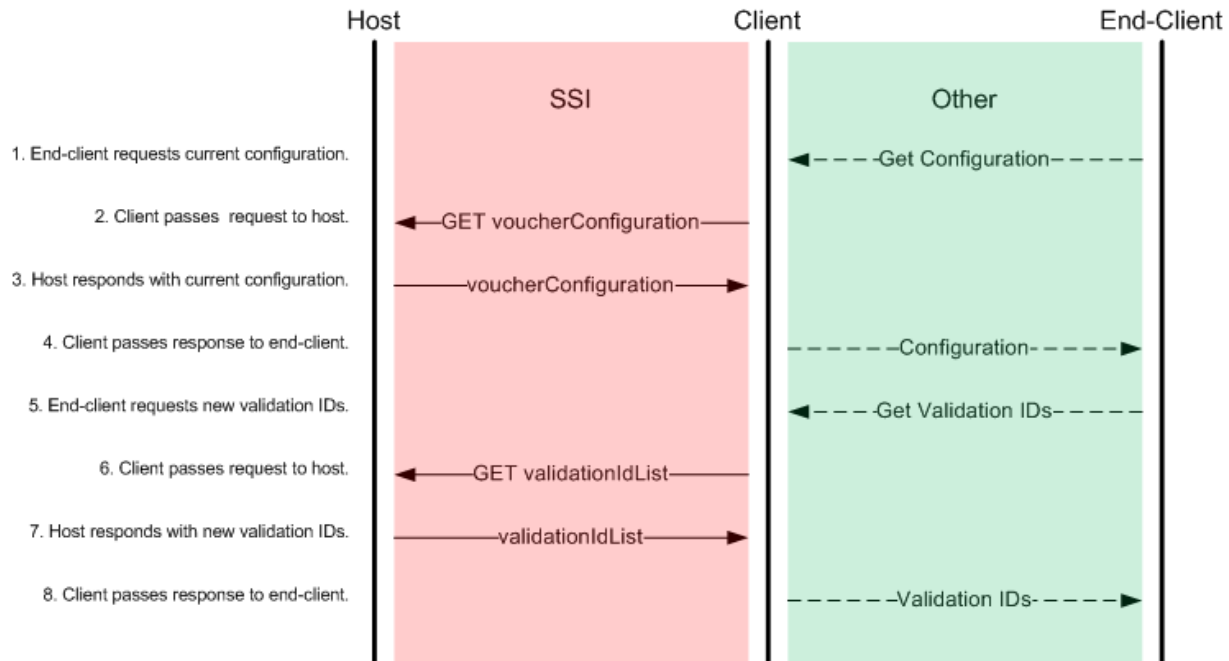 Host
Client
End-Client
SSI
Other
1. End-client requests current configuration.
Get Configuration
2. Client passes request to host.
GET voucherConfiguration
3. Host responds with current configuration.
voucherConfiguration
4. Client passes response to end-client.
Configuration
5. End-client requests new validation IDs.
Get Validation IDs
6. Client passes request to host.
GET validationIdList
7. Host responds with new validation IDs.
validationIdList
8. Client passes response to end-client.
Validation IDs